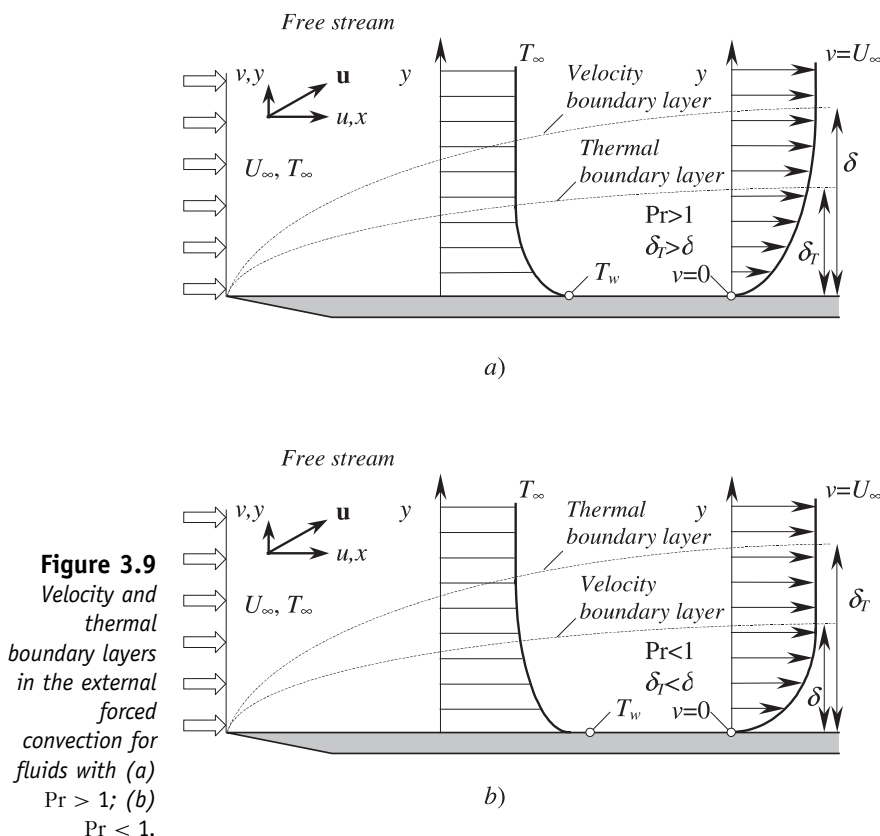 Free stream
T∞
v=U∞
v,y
u
y
Velocity
boundary layer
y
u,x
Thermal
boundary layer
U∞, T∞
δ
Pr>1
δT>δ
δT
Tw
v=0
a)
Free stream
T∞
v=U∞
v,y
u
y
Thermal
boundary layer
y
u,x
Velocity
boundary layer
U∞, T∞
δT
Pr<1
δT<δ
δ
Tw
v=0
b)
Figure 3.9
Velocity and
thermal
boundary layers
in the external
forced
convection for
fluids with (a)
Pr > 1; (b)
Pr < 1.